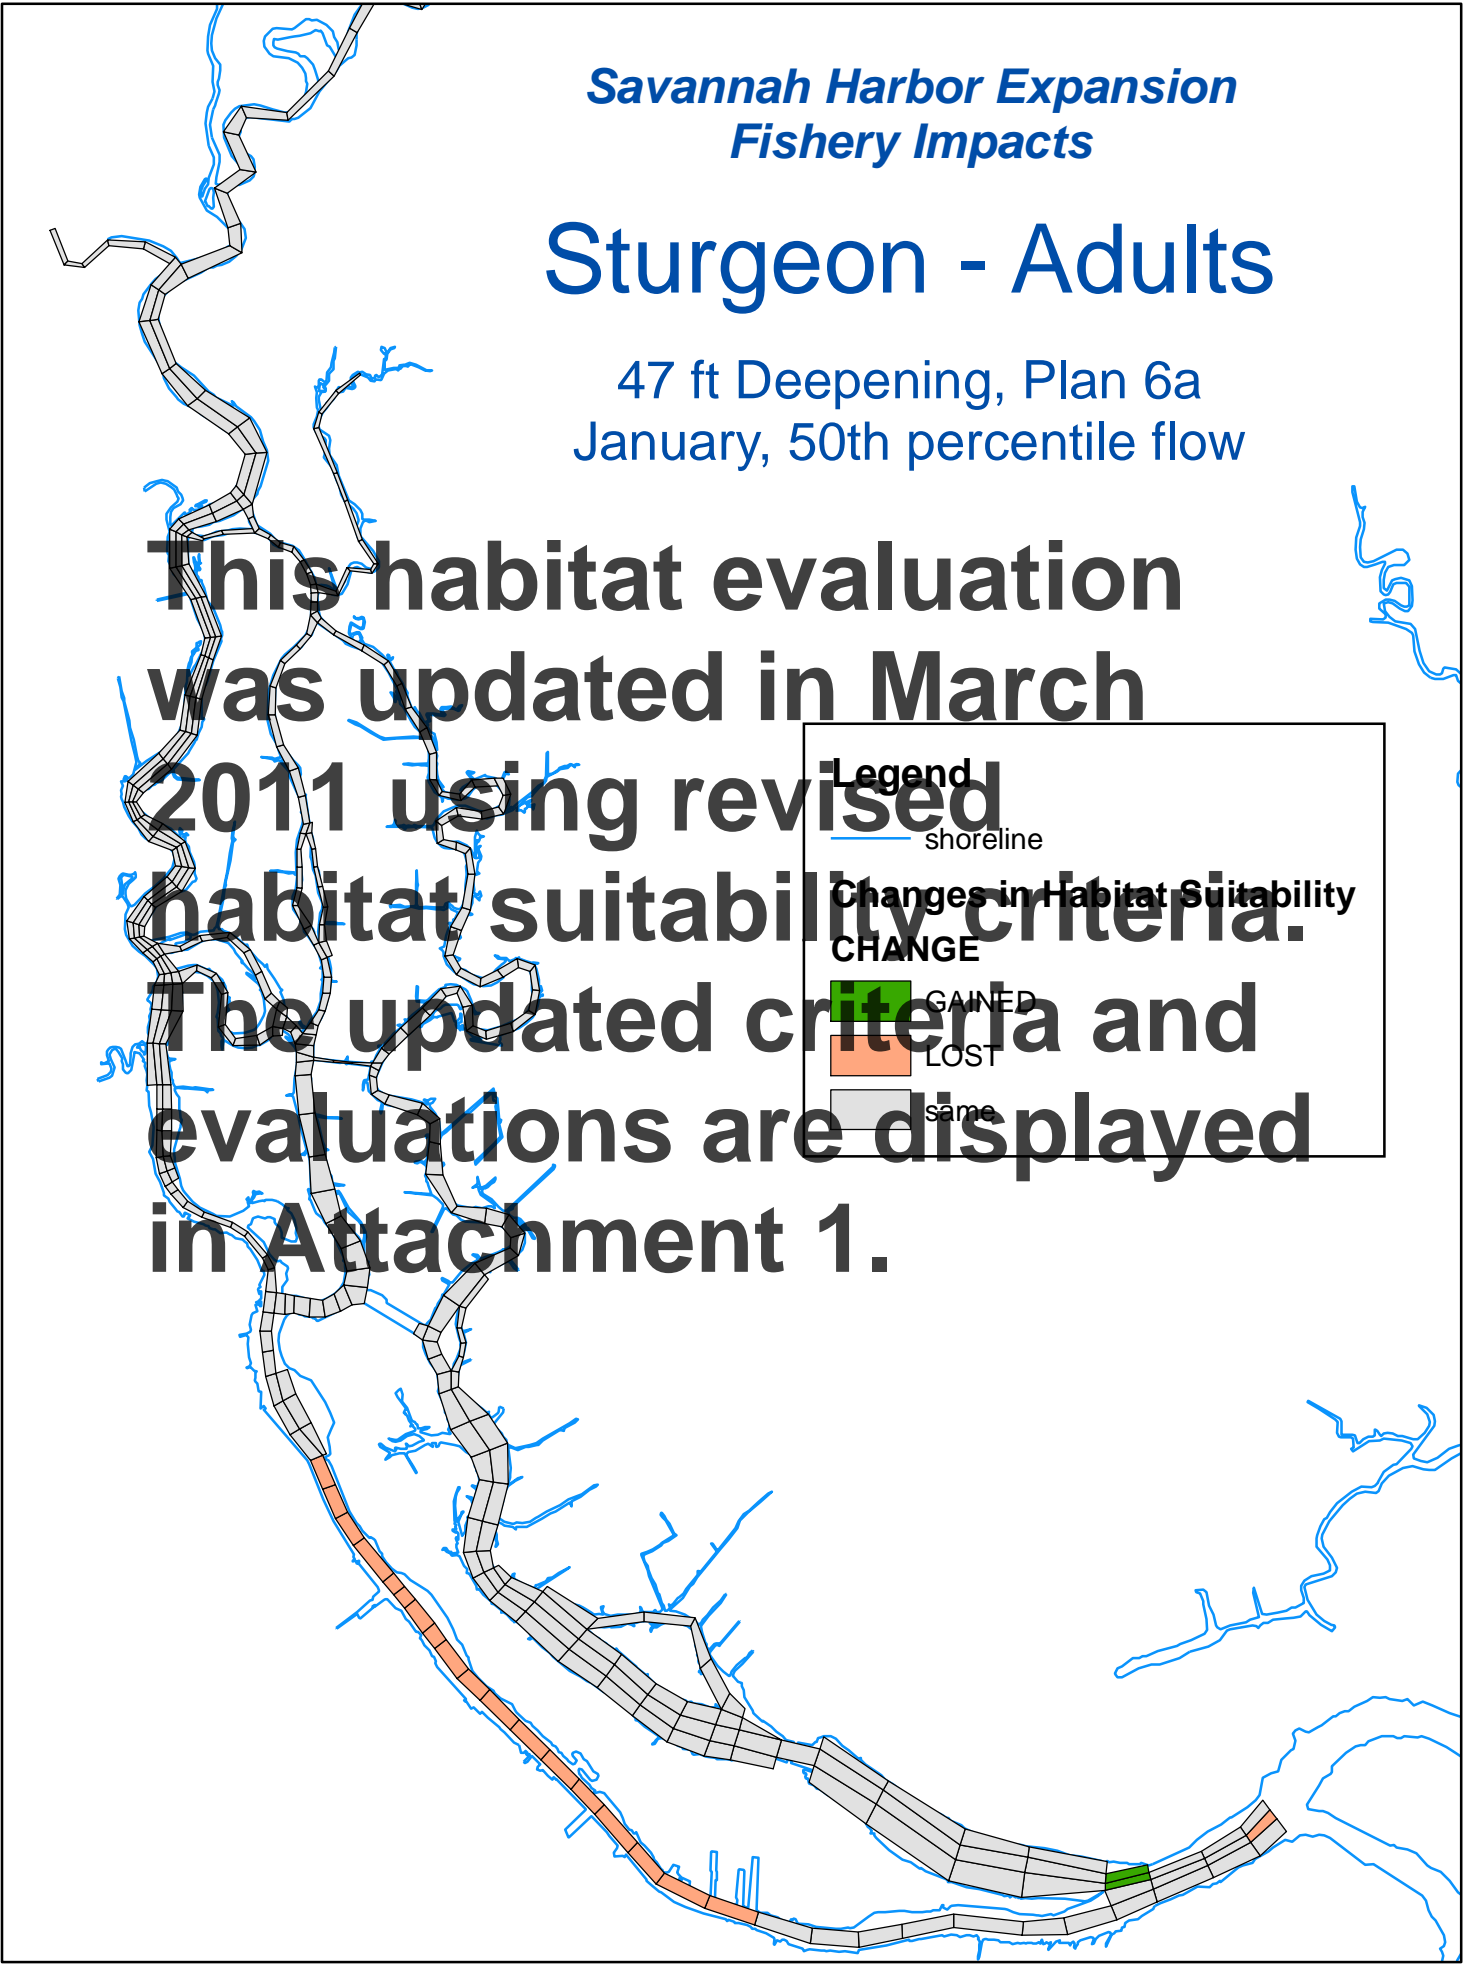 Savannah Harbor Expansion
Fishery Impacts
Sturgeon - Adults
47 ft Deepening, Plan 6a
January, 50th percentile flow
This habitat evaluation
was updated in March
2011 using revised
habitat suitability criteria.
The updated criteria and
evaluations are displayed
in Attachment 1.
Legend
shoreline
Changes in Habitat Suitability
CHANGE
GAINED
LOST
same